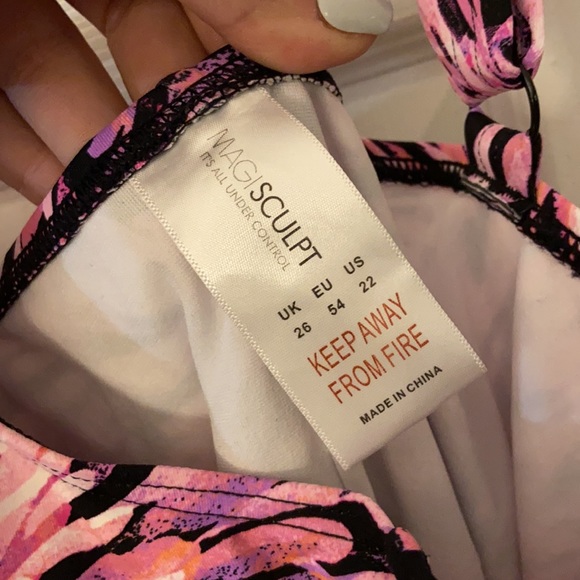 MAGISCULPT
IT'S ALL UNDER CONTROL
UK EU US
26 54 22
KEEP AWAY
FROM FIRE
MADE IN CHINA